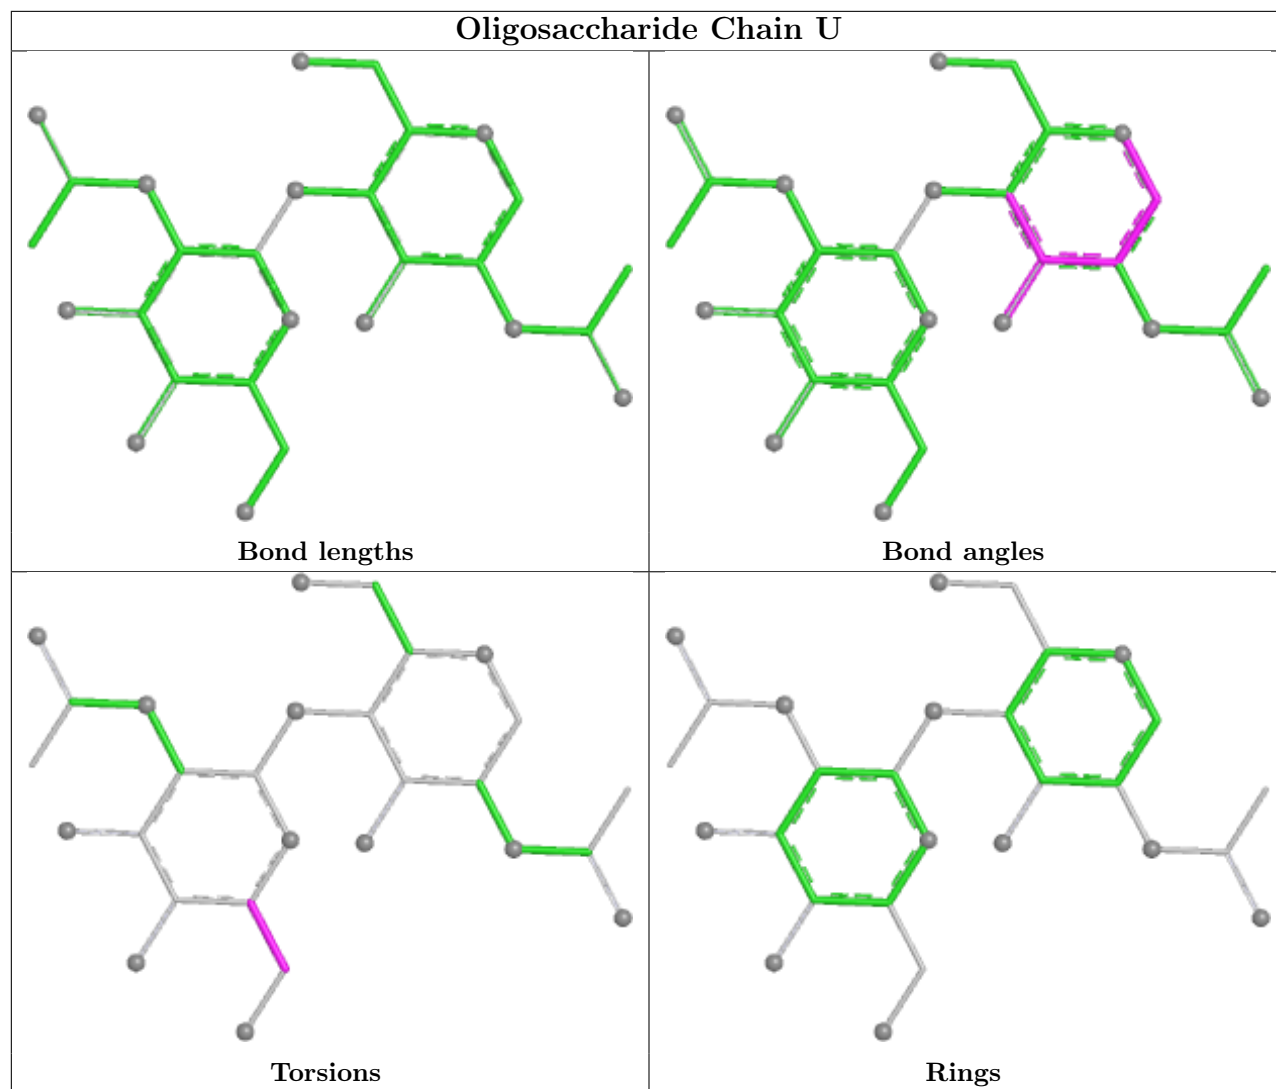 Oligosaccharide Chain U
Bond lengths
Bond angles
Torsions
Rings